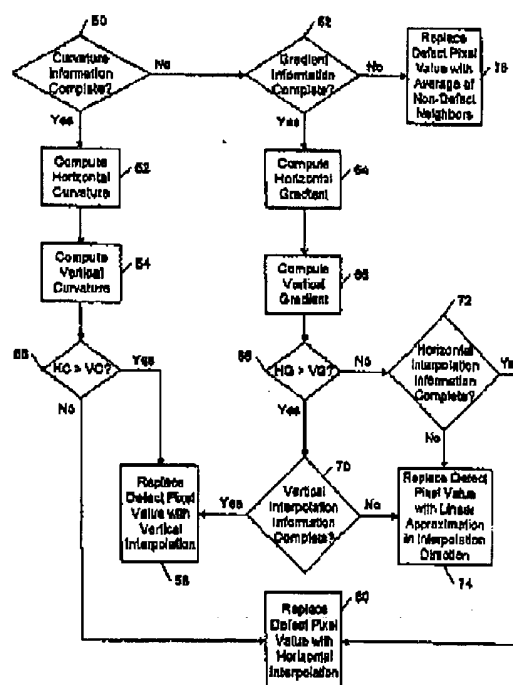 50
Curvature
Information
Complete?
No
Yes
62
Gradient
Information
Complete?
No
Yes
Replace
Defect Pixel
Value with
Average of
Non-Defect
Neighbors
Compute
Horizontal
Curvature
52
Compute
Horizontal
Gradient
64
Compute
Vertical
Curvature
54
Compute
Vertical
Gradient
HC > VC?
Yes
No
HG > VG?
No
Yes
72
Horizontal
Interpolation
Information
Complete?
Yes
No
Replace
Defect Pixel
Value with
Vertical
Interpolation
58
70
Vertical
Interpolation
Information
Complete?
Yes
No
Replace Defect
Pixel Value
with Linear
Approximation
in Interpolation
Direction
74
Replace
Defect Pixel
Value with
Horizontal
Interpolation
60